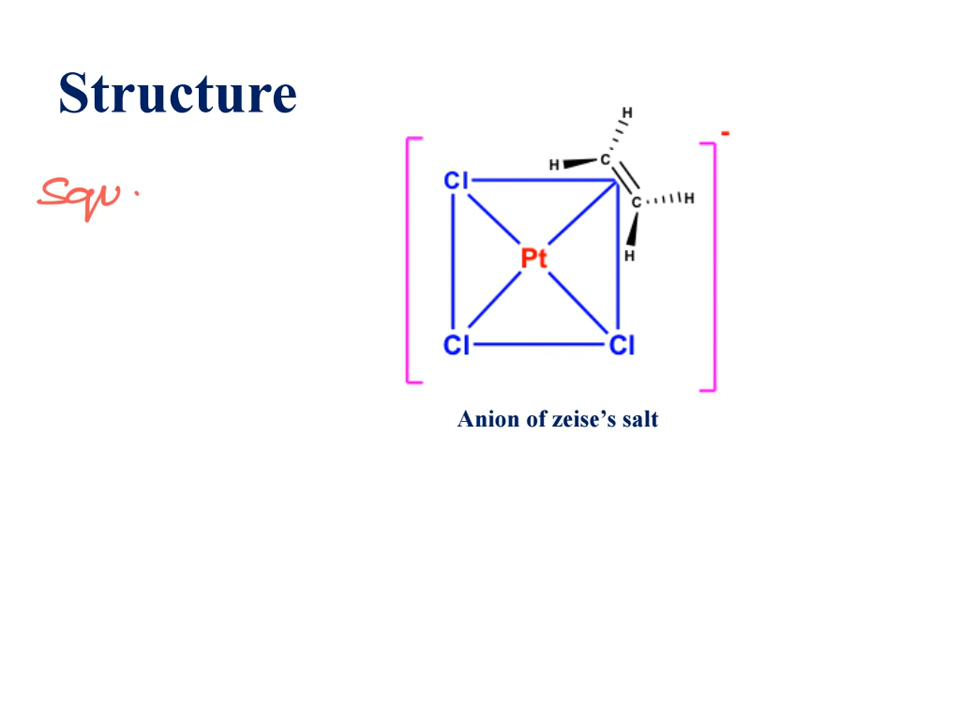 Structure
Squ
H
-
H
C
Cl
C
H
Pt
H
Cl
Cl
Anion of zeise's salt